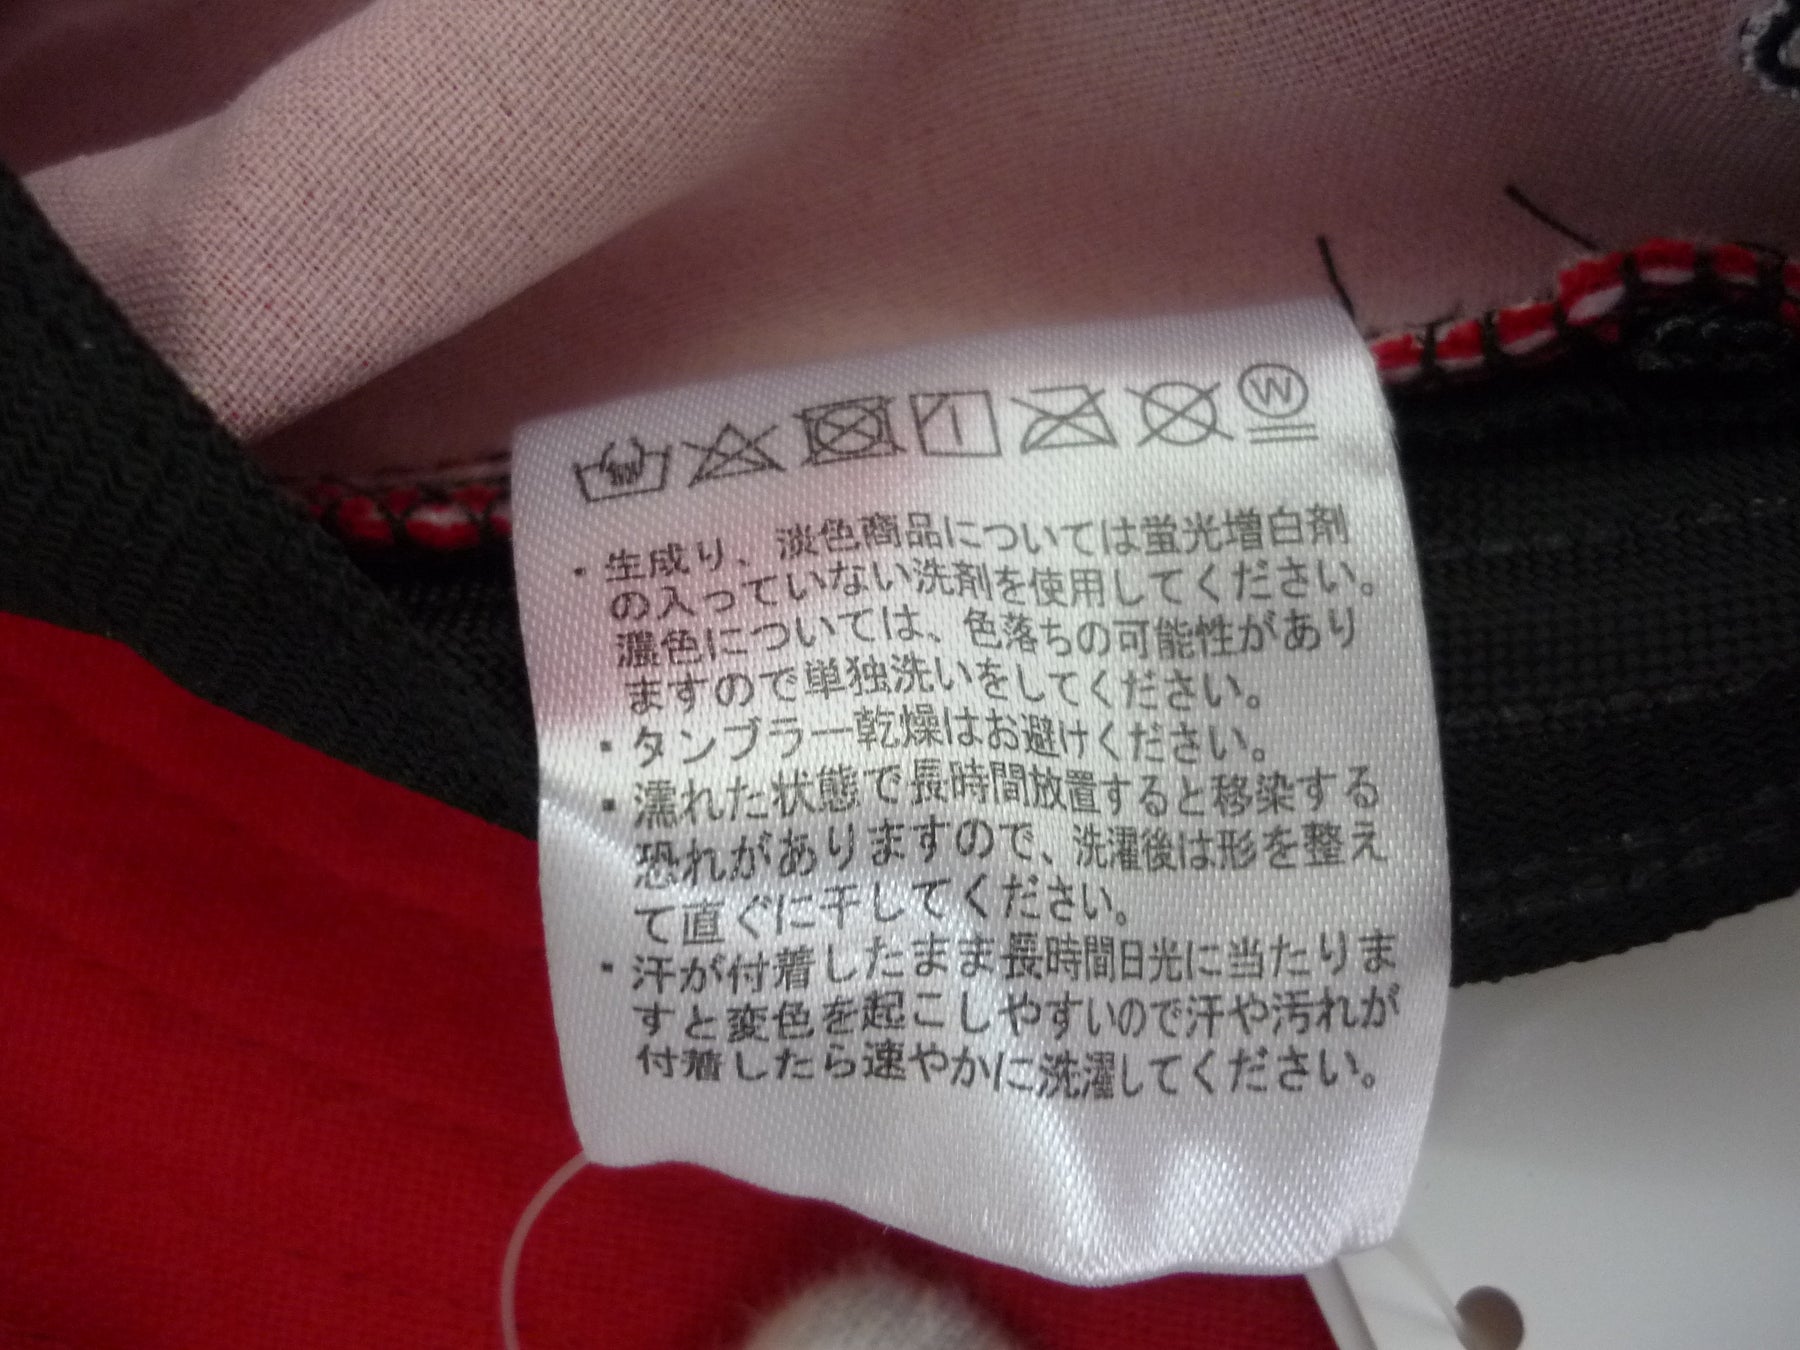 W
・生成り、淡色商品については蛍光増白剤
の入っていない洗剤を使用してください。
濃色については、色落ちの可能性があり
ますので単独洗いをしてください。
・タンブラー乾燥はお避けください。
・濡れた状態で長時間放置すると移染する
恐れがありますので、洗濯後は形を整え
て直ぐに干してください。
・汗が付着したまま長時間日光に当たりま
すと変色を起こしやすいので汗や汚れが
付着したら速やかに洗濯してください。